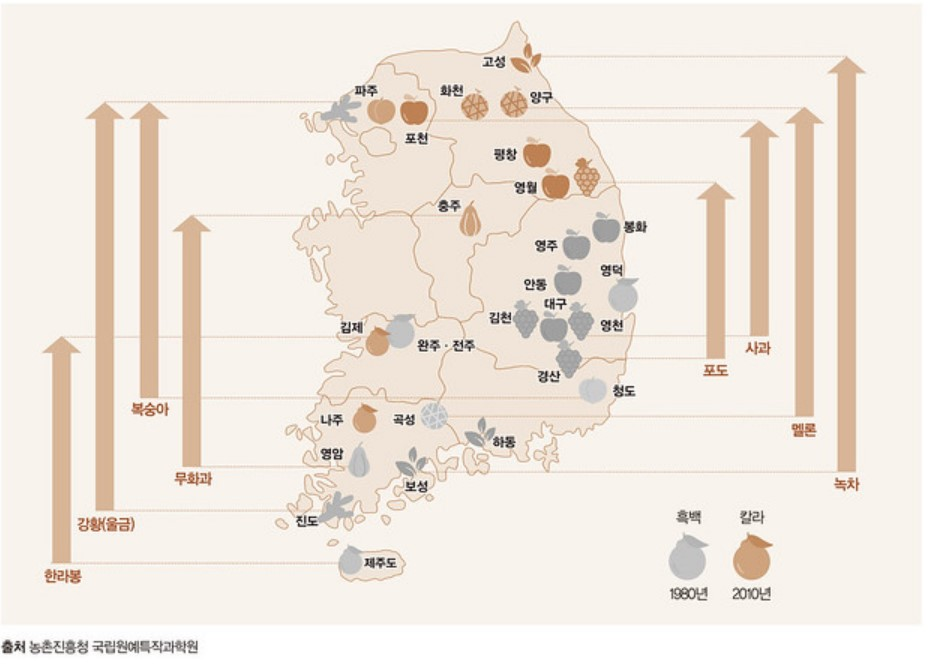 고성
파주
화천
양구
포천
평창
영월
충주
봉화
영주
영덕
안동
대구
김천
영천
김제
완주·전주
경산
청도
나주
곡성
하동
영암
보성
진도
제주도
사과
포도
복숭아
멜론
무화과
녹차
강황(울금)
한라봉
흑백
칼라
1980년
2010년
출처 농촌진흥청 국립원예특작과학원